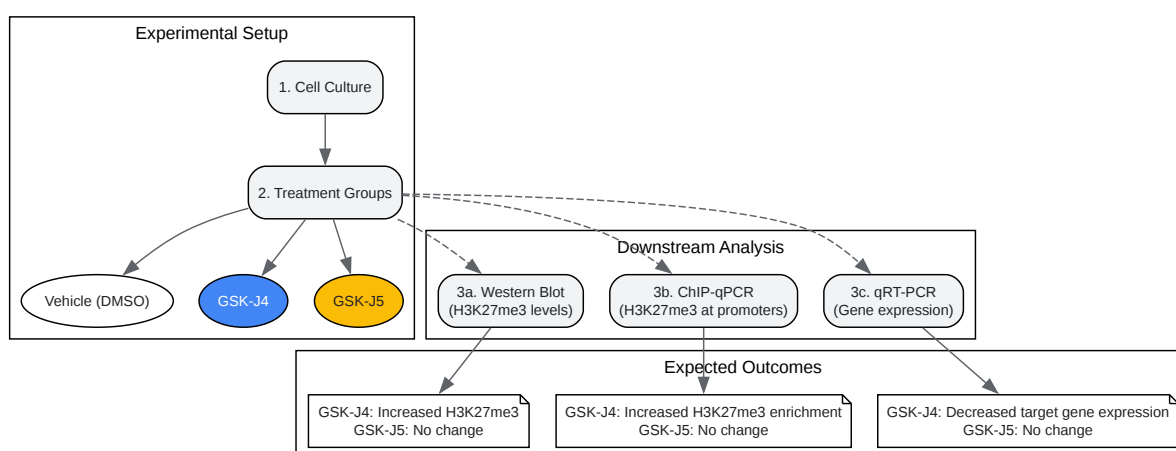 Experimental Setup
1. Cell Culture
2. Treatment Groups
Vehicle (DMSO)
GSK-J4
GSK-J5
Downstream Analysis
3a. Western Blot
(H3K27me3 levels)
3b. ChIP-qPCR
(H3K27me3 at promoters)
3c. qRT-PCR
(Gene expression)
Expected Outcomes
GSK-J4: Increased H3K27me3
GSK-J5: No change
GSK-J4: Increased H3K27me3 enrichment
GSK-J5: No change
GSK-J4: Decreased target gene expression
GSK-J5: No change